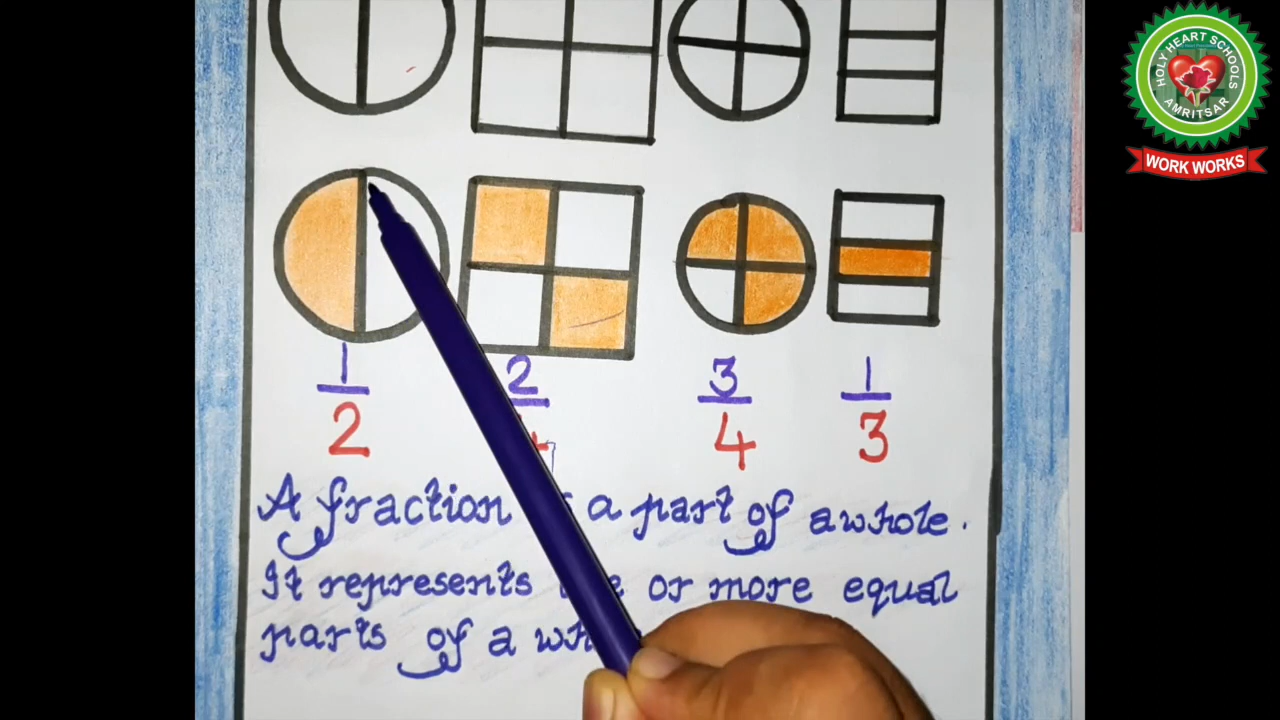 HOLY HEART SCHOOLS
AMRITSAR
WORK WORKS
1 2 3 1
2 4 4 3
A fraction a part of a whole.
It represents or more equal
parts of a